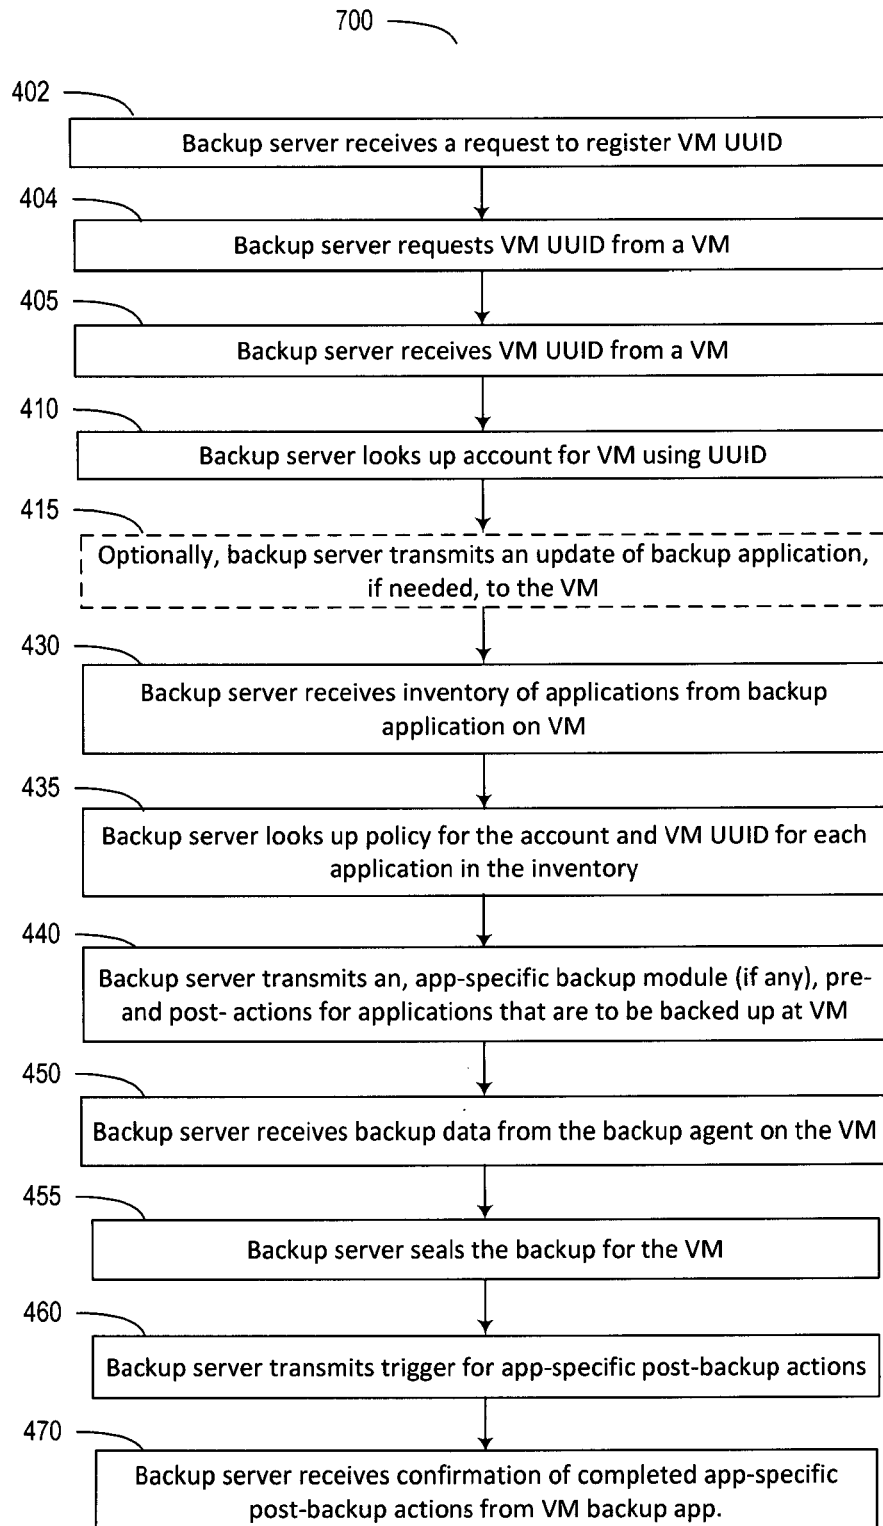 700
402
Backup server receives a request to register VM UUID
404
Backup server requests VM UUID from a VM
405
Backup server receives VM UUID from a VM
410
Backup server looks up account for VM using UUID
415
Optionally, backup server transmits an update of backup application,
if needed, to the VM
430
Backup server receives inventory of applications from backup
application on VM
435
Backup server looks up policy for the account and VM UUID for each
application in the inventory
440
Backup server transmits an, app-specific backup module (if any), pre-
and post- actions for applications that are to be backed up at VM
450
Backup server receives backup data from the backup agent on the VM
455
Backup server seals the backup for the VM
460
Backup server transmits trigger for app-specific post-backup actions
470
Backup server receives confirmation of completed app-specific
post-backup actions from VM backup app.